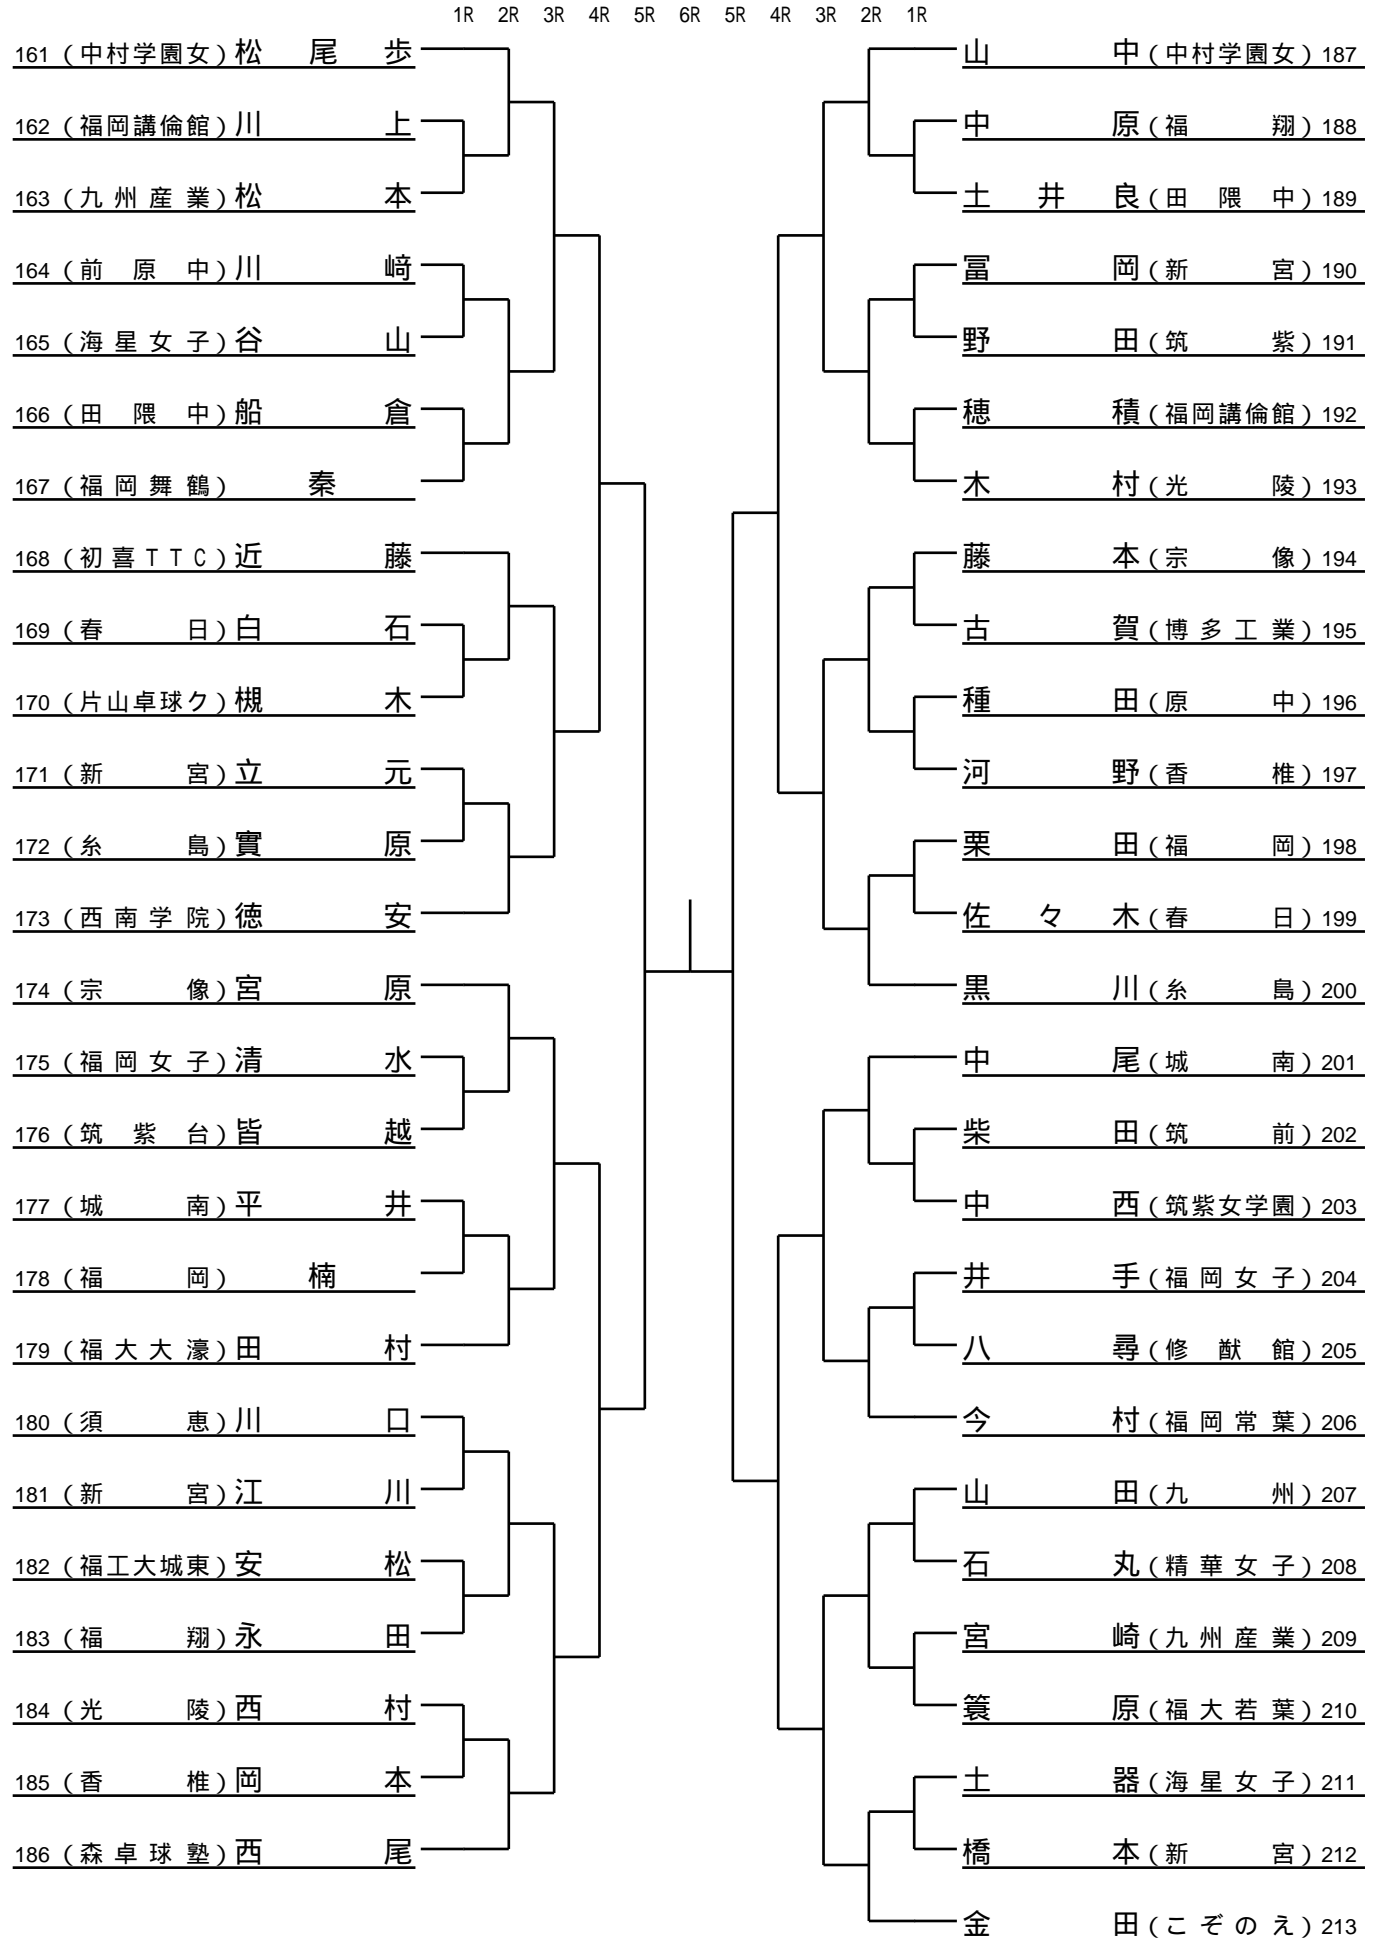 1R 2R 3R 4R 5R 6R 5R 4R 3R 2R 1R
161 (中村学園女) 松尾歩
162 (福岡講倫館) 川上
163 (九州産業) 松本
164 (前原中) 川﨑
165 (海星女子) 谷山
166 (田隈中) 船倉
167 (福岡舞鶴) 秦
168 (初喜TTC) 近藤
169 (春日) 白石
170 (片山卓球ク) 槻木
171 (新宮) 立元
172 (糸島) 實原
173 (西南学院) 徳安
174 (宗像) 宮原
175 (福岡女子) 清水
176 (筑紫台) 皆越
177 (城南) 平井
178 (福岡) 楠
179 (福大大濠) 田村
180 (須恵) 川口
181 (新宮) 江川
182 (福工大城東) 安松
183 (福翔) 永田
184 (光陵) 西村
185 (香椎) 岡本
186 (森卓球塾) 西尾
山中 (中村学園女) 187
中原 (福翔) 188
土井良 (田隈中) 189
冨岡 (新宮) 190
野田 (筑紫) 191
穂積 (福岡講倫館) 192
木村 (光陵) 193
藤本 (宗像) 194
古賀 (博多工業) 195
種田 (原中) 196
河野 (香椎) 197
栗田 (福岡) 198
佐々木 (春日) 199
黒川 (糸島) 200
中尾 (城南) 201
柴田 (筑前) 202
中西 (筑紫女学園) 203
井手 (福岡女子) 204
八尋 (修猷館) 205
今村 (福岡常葉) 206
山田 (九州) 207
石丸 (精華女子) 208
宮崎 (九州産業) 209
簑原 (福大若葉) 210
土器 (海星女子) 211
橋本 (新宮) 212
金田 (こぞのえ) 213